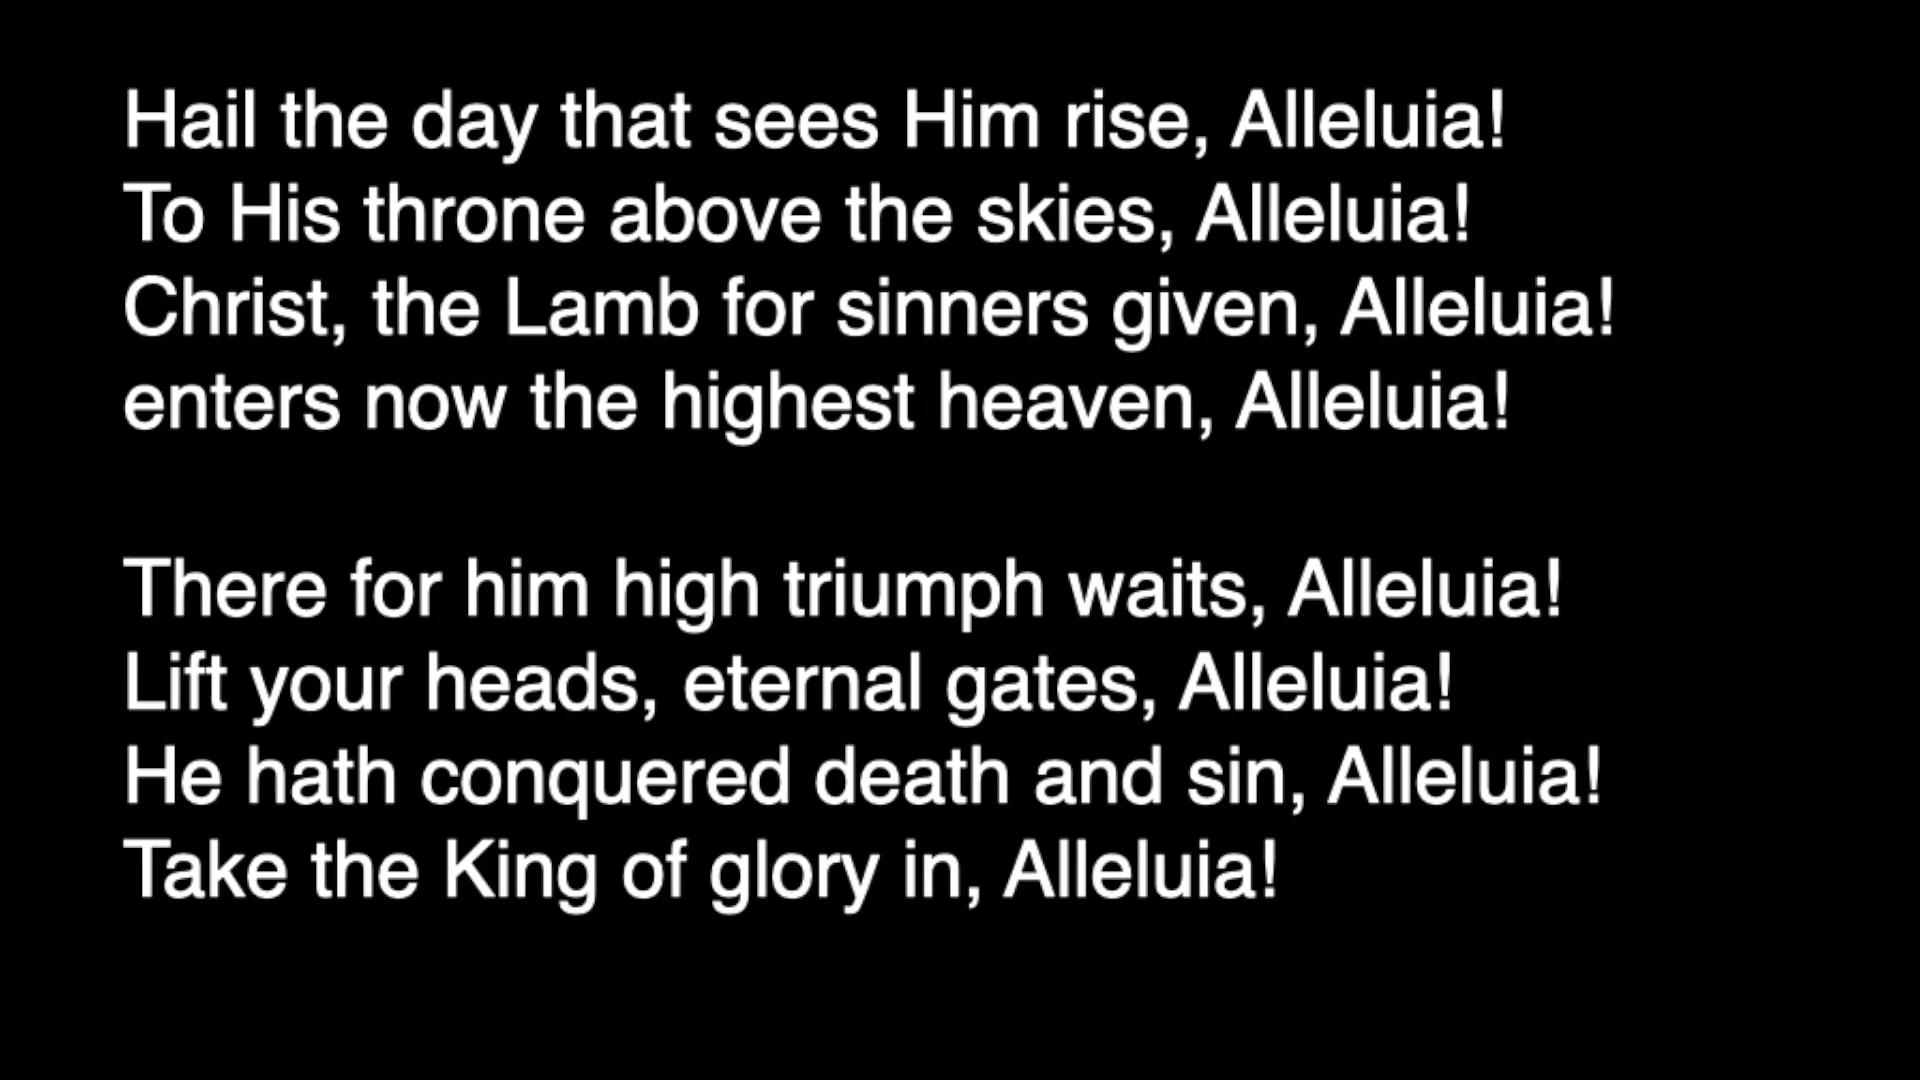 Hail the day that sees Him rise, Alleluia!
To His throne above the skies, Alleluia!
Christ, the Lamb for sinners given, Alleluia!
enters now the highest heaven, Alleluia!
There for him high triumph waits, Alleluia!
Lift your heads, eternal gates, Alleluia!
He hath conquered death and sin, Alleluia!
Take the King of glory in, Alleluia!